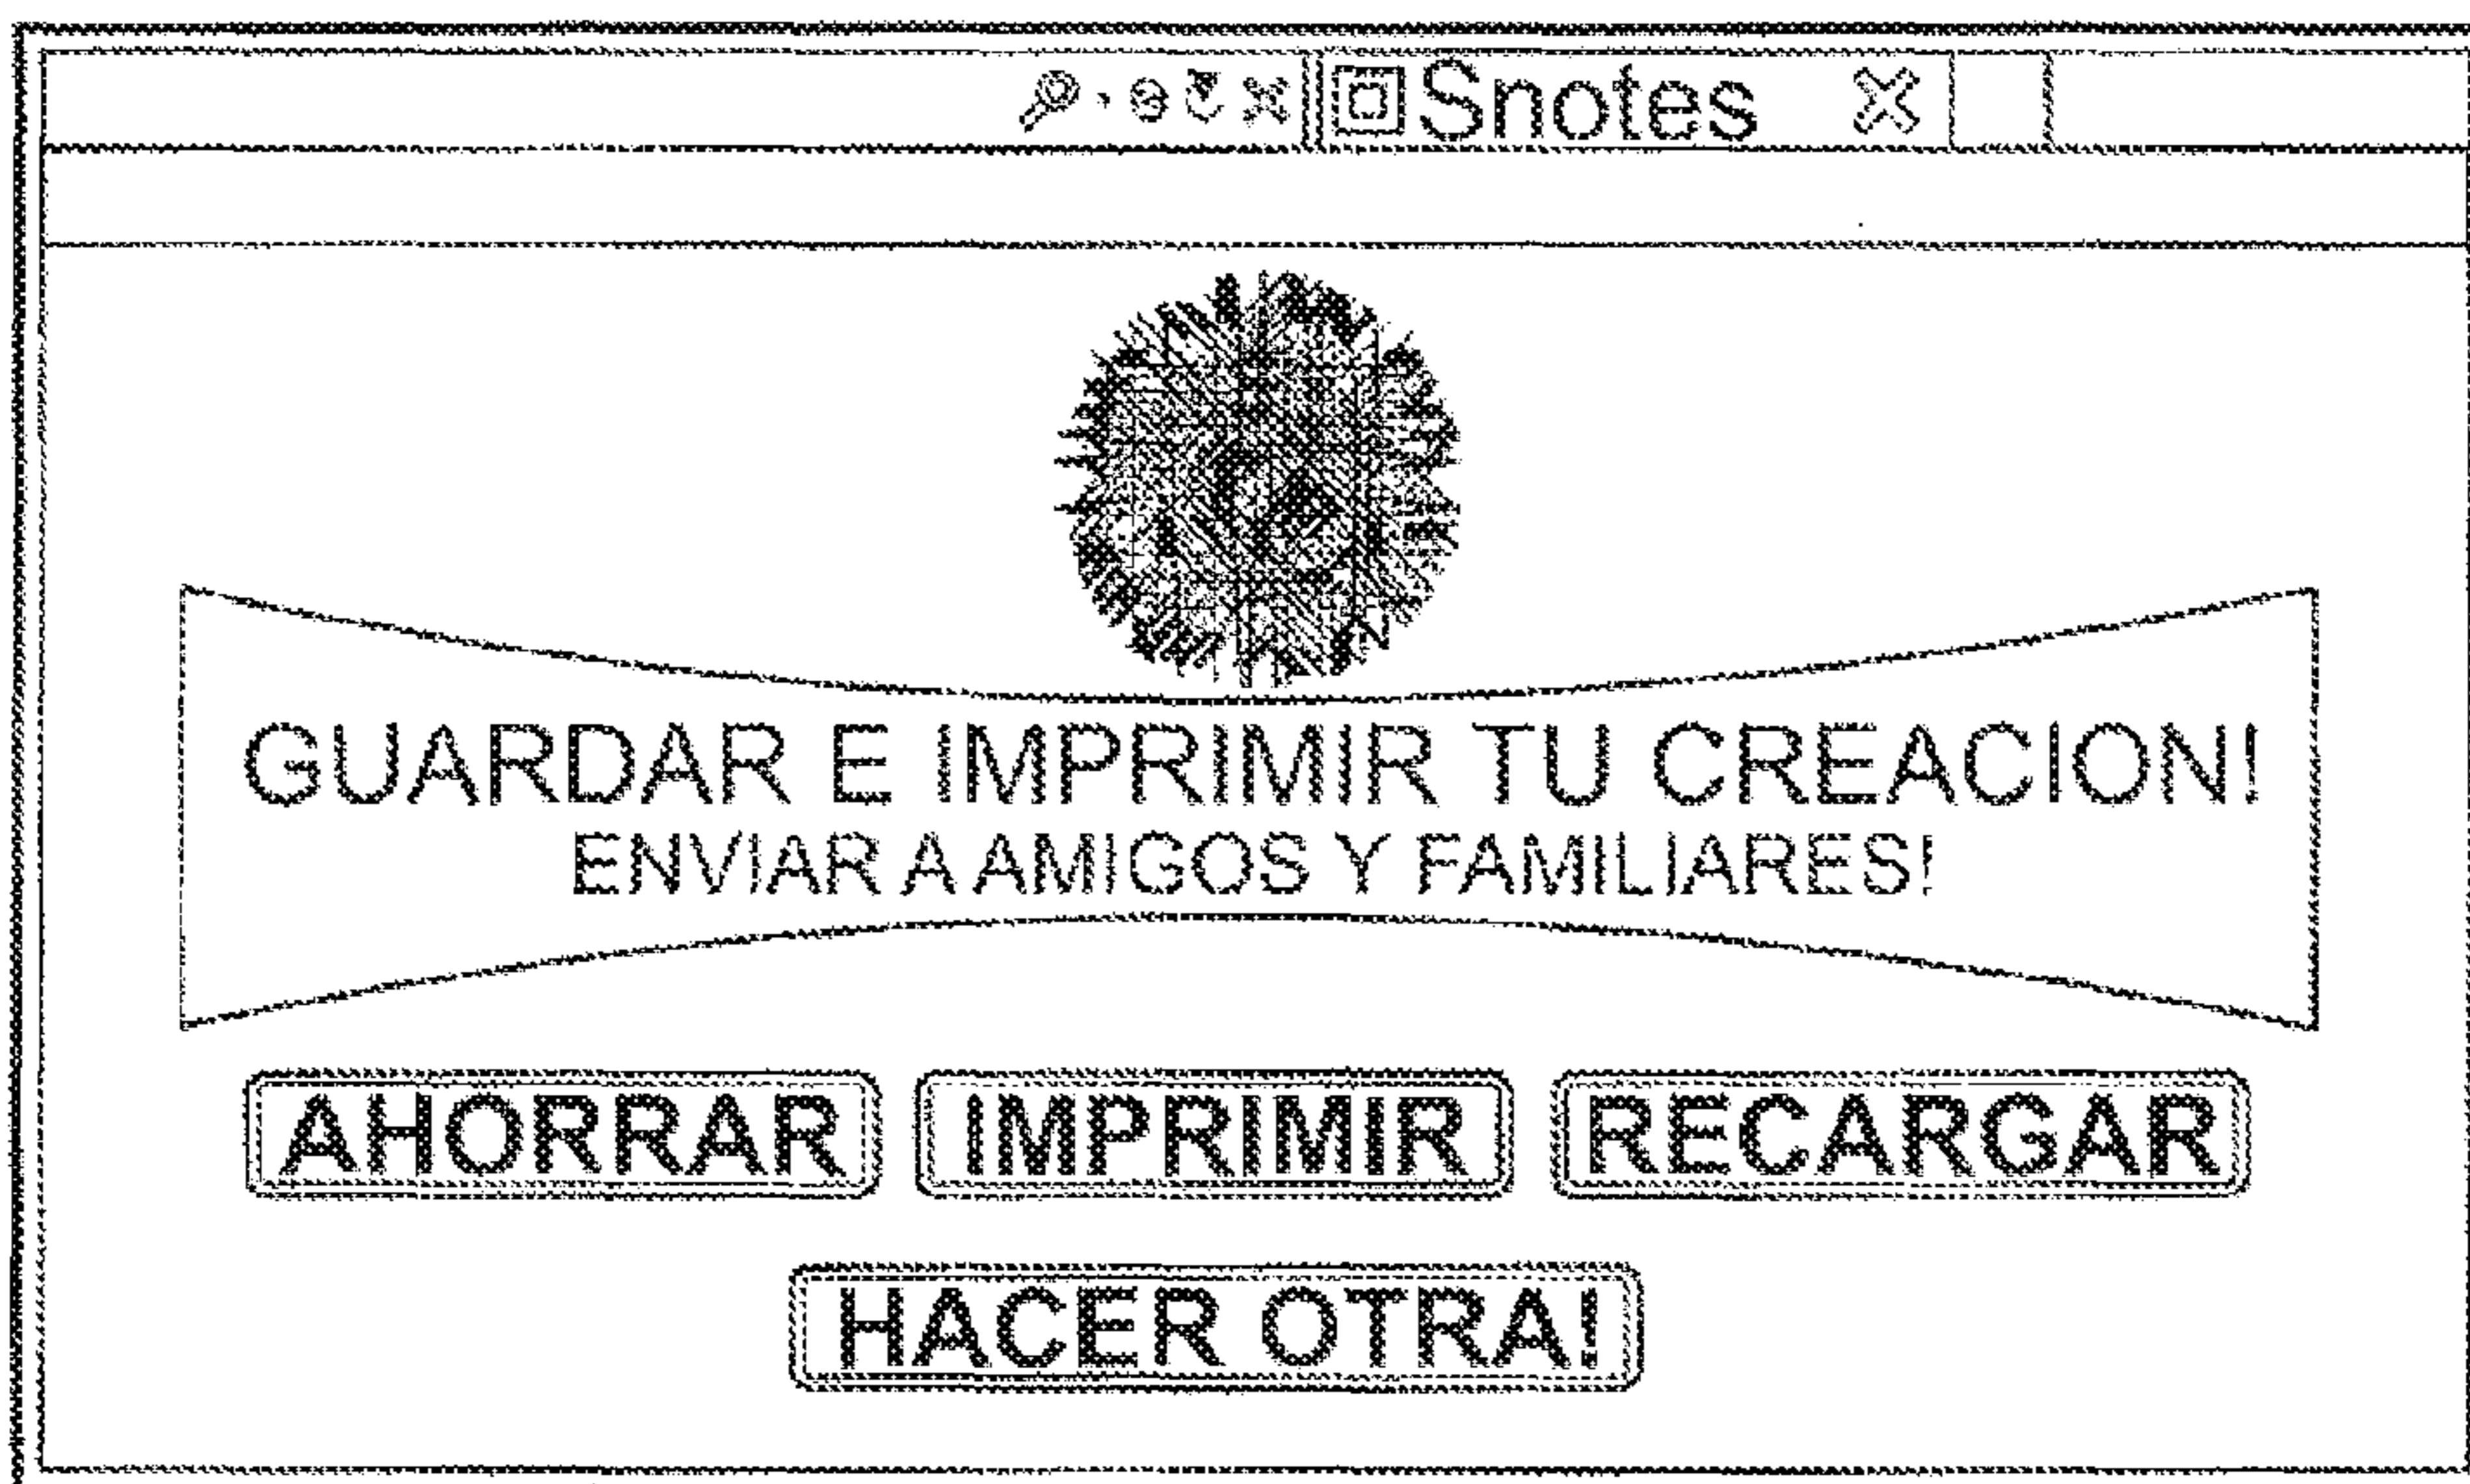 Snotes
GUARDAR E IMPRIMIR TU CREACION!
ENVIAR A AMIGOS Y FAMILIARES!
AHORRAR IMPRIMIR RECARGAR
HACER OTRA!